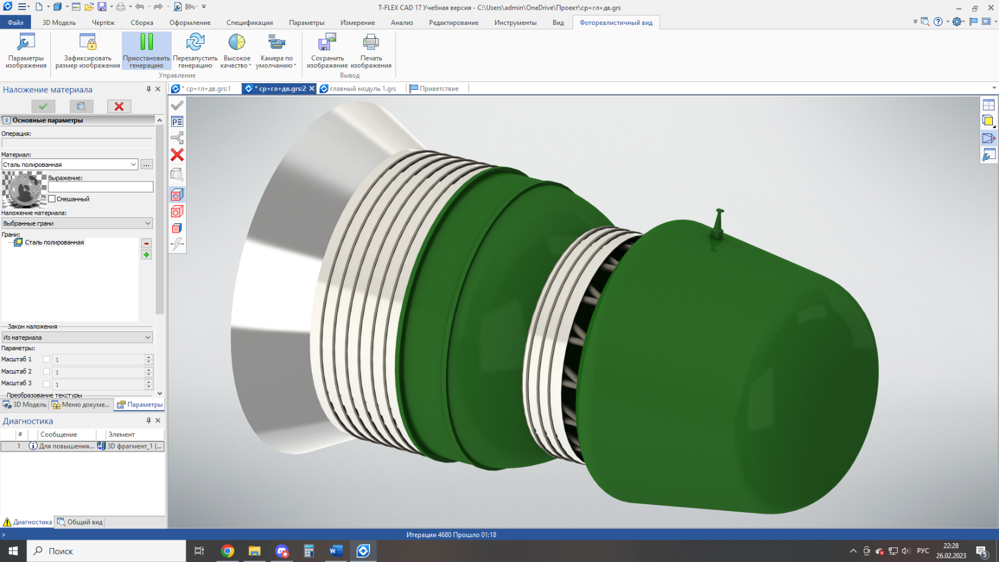 T-FLEX CAD 17 Учебная версия - C:\Users\admin\OneDrive\Проект\ср+гл+дв.grs
Файл
3D Модель
Чертёж
Сборка
Оформление
Спецификации
Параметры
Измерение
Анализ
Редактирование
Инструменты
Вид
Фотореалистичный вид
Параметры
изображения
Зафиксировать
размер изображения
Приостановить
генерацию
Перезапустить
генерацию
Высокое
качество
Камера по
умолчанию
Сохранить
изображение
Печать
изображения
Управление
Вывод
Наложение материала
* ср+гл+дв.grs:1
* ср+гл+дв.grs:2
главный модуль 1.grs
Приветствие
Основные параметры
Операция:
Материал:
Сталь полированная
...
Выражение:
Смешанный
Наложение материала:
Выбранные грани
Грани:
Сталь полированная
Закон наложения
Из материала
Параметры:
Масштаб 1
1
Масштаб 2
1
Масштаб 3
1
Преобразование текстуры
3D Модель
Меню докуме...
Параметры
Диагностика
#
Сообщение
Элемент
1
Для повышения...
3D фрагмент_1 (...
Диагностика
Общий вид
>
Итерации 4680 Прошло 01:18
Поиск
РУС
22:28
26.02.2023
5